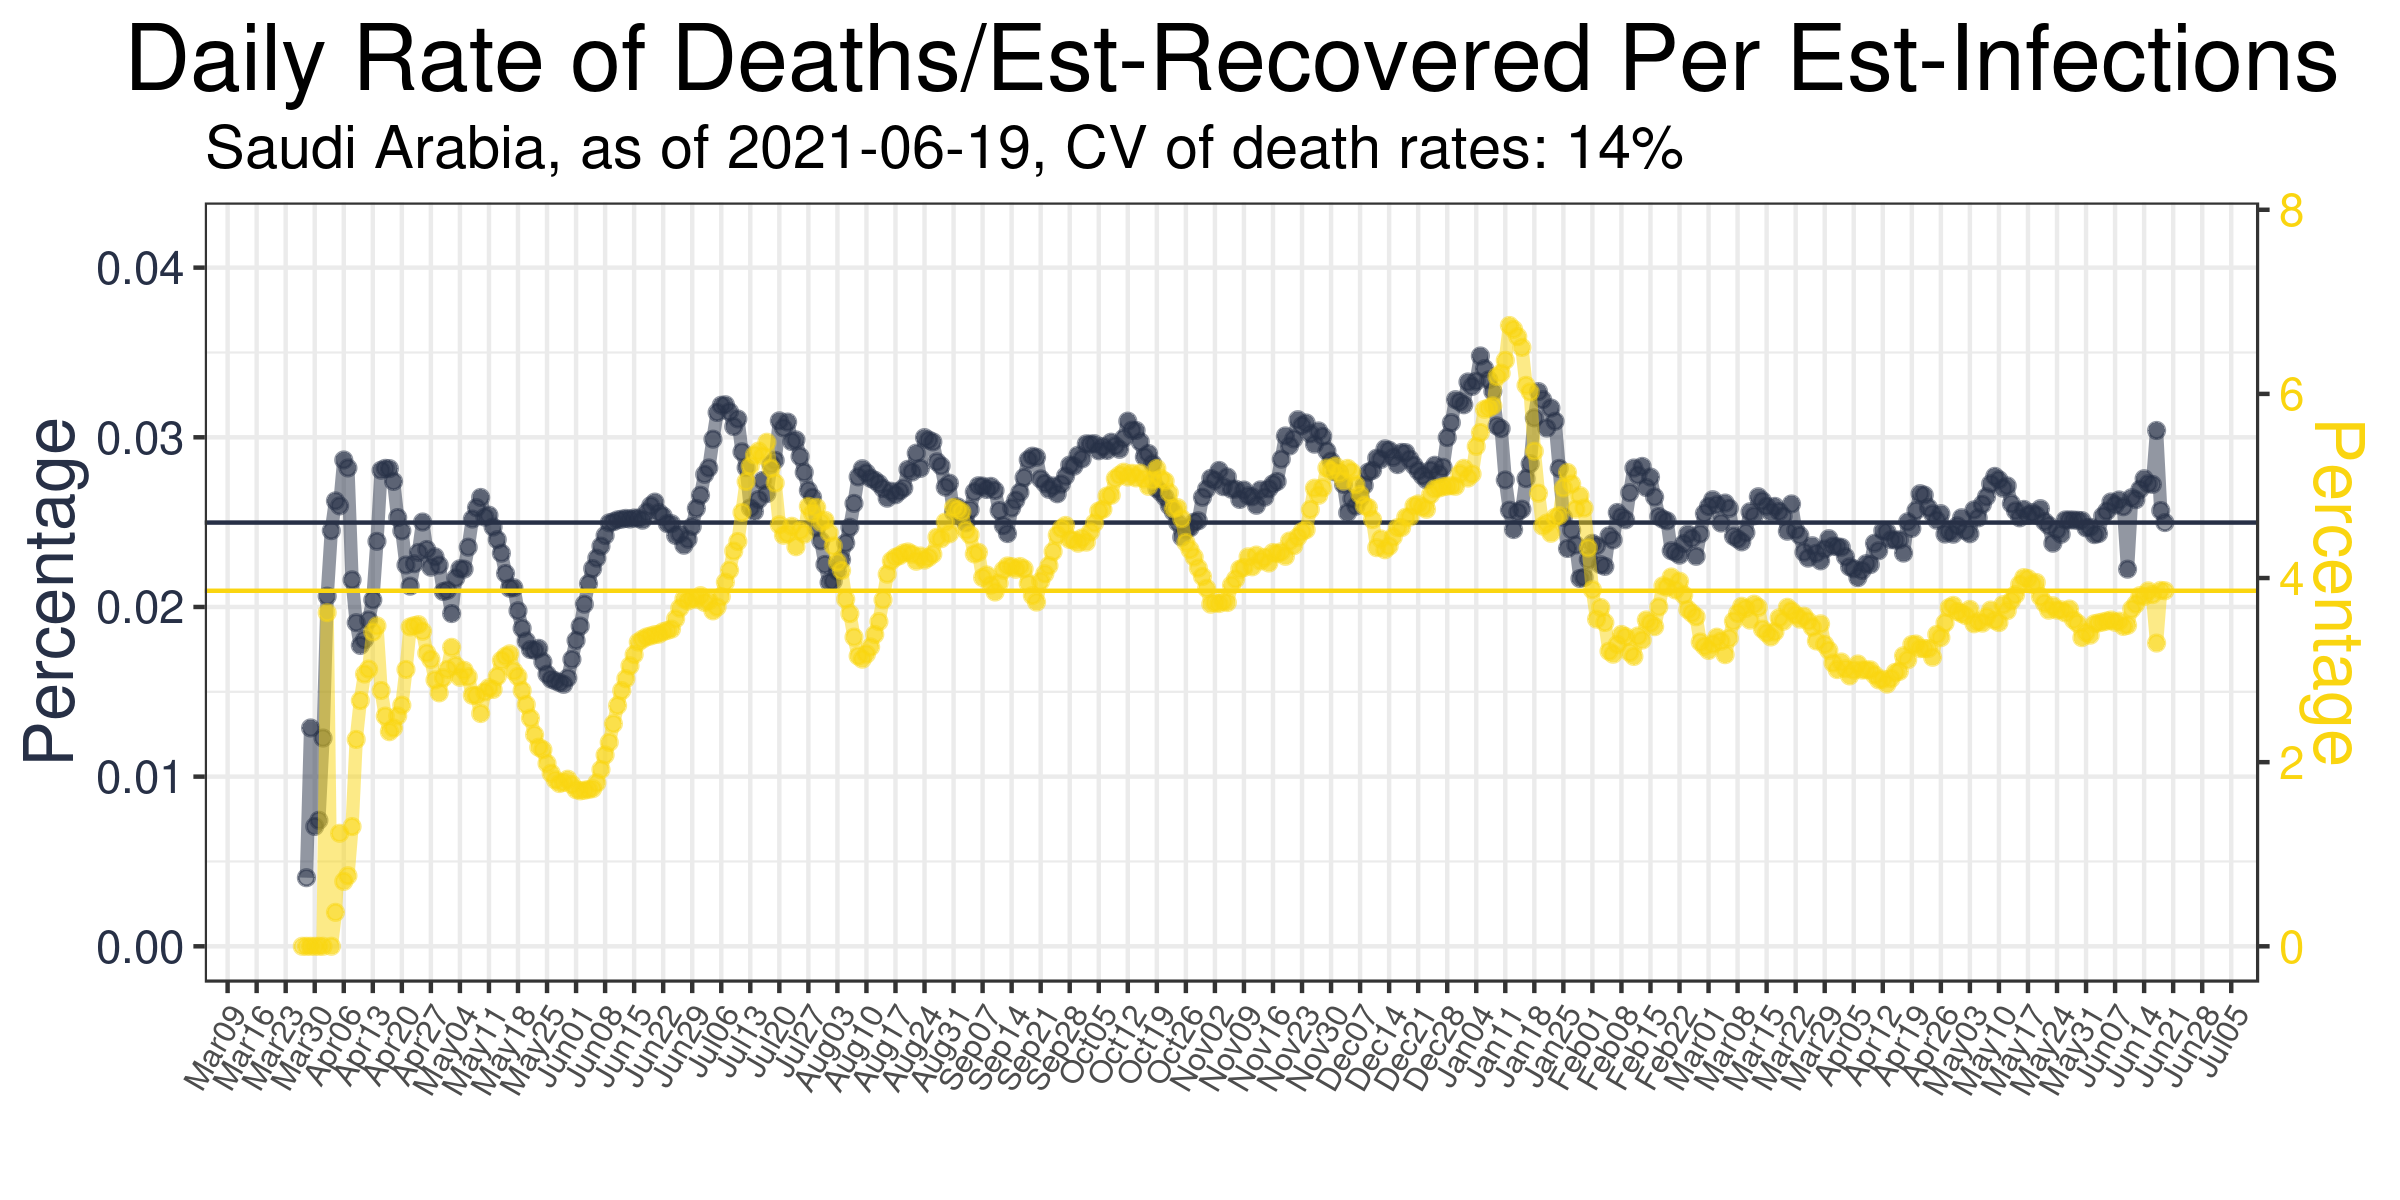 Daily Rate of Deaths/Est-Recovered Per Est-Infections
Saudi Arabia, as of 2021-06-19, CV of death rates: 14%
Percentage
0.04
0.03
0.02
0.01
0.00
8
6
4
2
0
Percentage
Mar09
Mar16
Mar23
Mar30
Apr06
Apr13
Apr20
Apr27
May04
May11
May18
May25
Jun01
Jun08
Jun15
Jun22
Jun29
Jul06
Jul13
Jul20
Jul27
Aug03
Aug10
Aug17
Aug24
Aug31
Sep07
Sep14
Sep21
Sep28
Oct05
Oct12
Oct19
Oct26
Nov02
Nov09
Nov16
Nov23
Nov30
Dec07
Dec14
Dec21
Dec28
Jan04
Jan11
Jan18
Jan25
Feb01
Feb08
Feb15
Feb22
Mar01
Mar08
Mar15
Mar22
Mar29
Apr05
Apr12
Apr19
Apr26
May03
May10
May17
May24
May31
Jun07
Jun14
Jun21
Jun28
Jul05